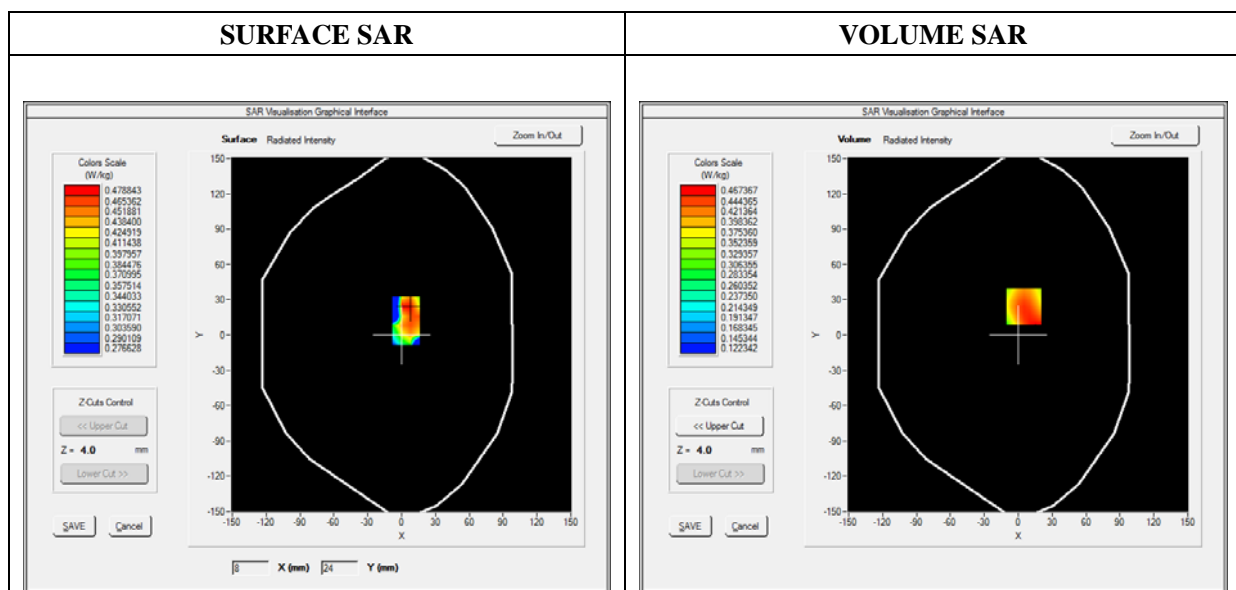 SURFACE SAR
VOLUME SAR
SAR Visualisation Graphical Interface
Surface Radiated Intensity
Zoom In/Out
Colors Scale
(W/kg)
0.478843
0.465362
0.451881
0.438400
0.424919
0.411438
0.397957
0.384476
0.370995
0.357514
0.344033
0.330552
0.317071
0.303590
0.290109
0.276628
150
120
90
60
30
0
-30
-60
-90
-120
-150
Y
-150 -120 -90 -60 -30 0 30 60 90 120 150
X
Z-Cuts Control
<< Upper Cut
Z = 4.0 mm
Lower Cut >>
SAVE Cancel
8 X (mm) 24 Y (mm)
SAR Visualisation Graphical Interface
Volume Radiated Intensity
Zoom In/Out
Colors Scale
(W/kg)
0.467367
0.444365
0.421364
0.398362
0.375360
0.352359
0.329357
0.306355
0.283354
0.260352
0.237350
0.214349
0.191347
0.168345
0.145344
0.122342
150
120
90
60
30
0
-30
-60
-90
-120
-150
Y
-150 -120 -90 -60 -30 0 30 60 90 120 150
X
Z-Cuts Control
<< Upper Cut
Z = 4.0 mm
Lower Cut >>
SAVE Cancel